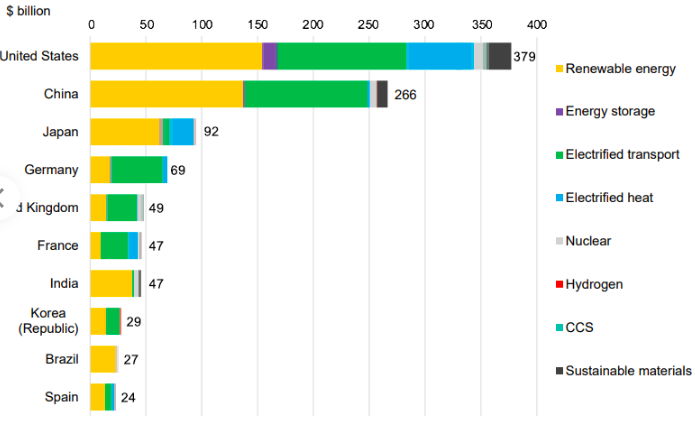 $ billion
0 50 100 150 200 250 300 350 400
United States 379
China 266
Japan 92
Germany 69
d Kingdom 49
France 47
India 47
Korea
(Republic) 29
Brazil 27
Spain 24
Renewable energy
Energy storage
Electrified transport
Electrified heat
Nuclear
Hydrogen
CCS
Sustainable materials